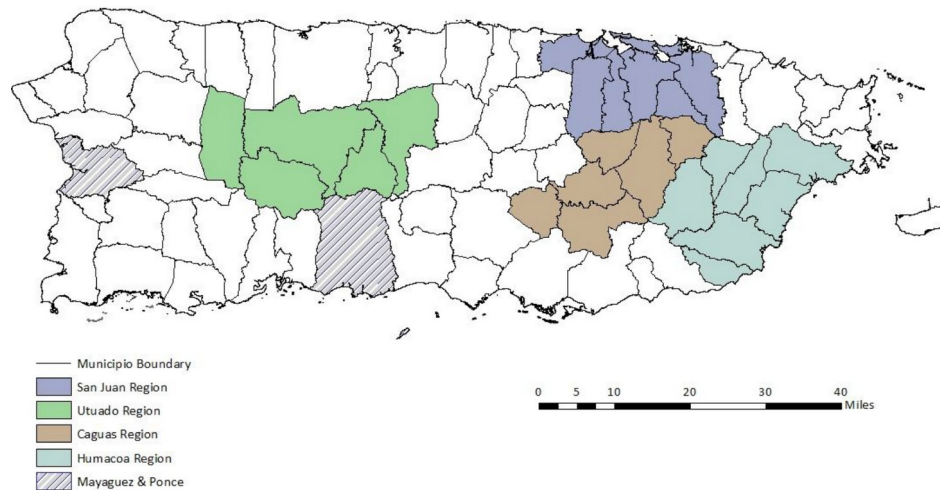 Municipio Boundary
San Juan Region
Utuado Region
Caguas Region
Humacoa Region
Mayaguez & Ponce
0 5 10 20 30 40
Miles